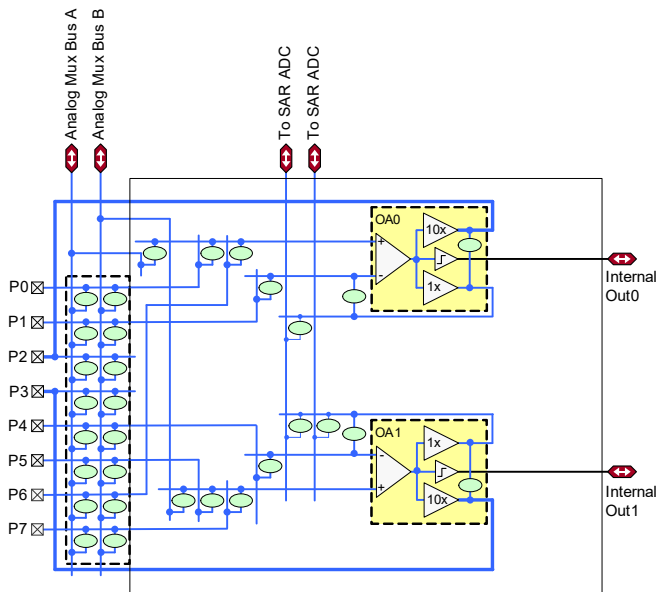 Analog Mux Bus A
Analog Mux Bus B
To SAR ADC
To SAR ADC
OA0
10x
+
-
1x
Internal
Out0
P0
P1
P2
P3
P4
P5
P6
P7
OA1
1x
-
+
10x
Internal
Out1